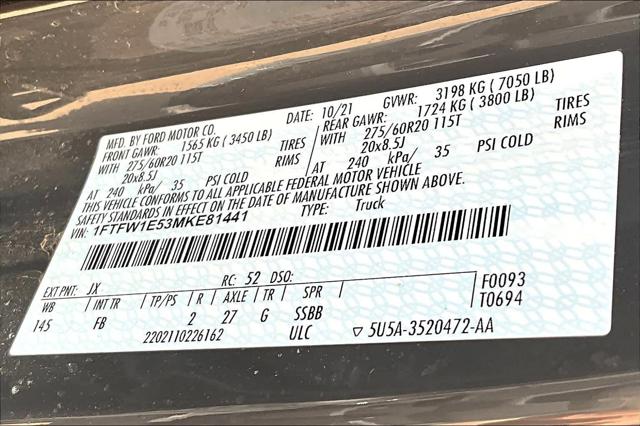 MFD. BY FORD MOTOR CO. DATE: 10/21 GVWR: 3198 KG ( 7050 LB)
FRONT GAWR: 1565 KG ( 3450 LB) REAR GAWR: 1724 KG ( 3800 LB)
WITH 275/60R20 115T TIRES WITH 275/60R20 115T TIRES
20x8.5J RIMS 20x8.5J RIMS
AT 240 kPa/ 35 PSI COLD AT 240 kPa/ 35 PSI COLD
THIS VEHICLE CONFORMS TO ALL APPLICABLE FEDERAL MOTOR VEHICLE
SAFETY STANDARDS IN EFFECT ON THE DATE OF MANUFACTURE SHOWN ABOVE.
VIN: 1FTFW1E53MKE81441 TYPE: Truck
EXT PNT: JX RC: 52 DSO: F0093
WB INT TR TP/PS R AXLE TR SPR T0694
145 FB 2 27 G SSBB
2202110226162 ULC ▽ 5U5A-3520472-AA